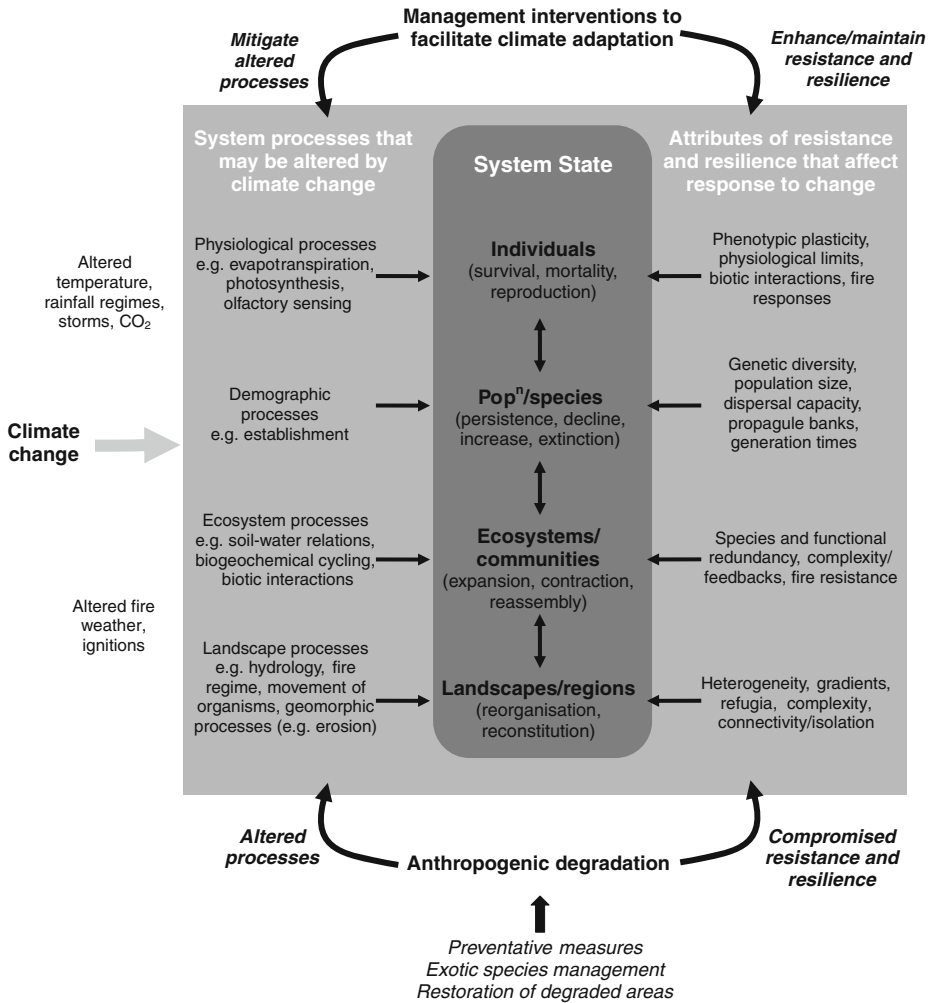 Management interventions to
facilitate climate adaptation
Mitigate
altered
processes
Enhance/maintain
resistance and
resilience
System processes that
may be altered by
climate change
System State
Attributes of resistance
and resilience that affect
response to change
Altered
temperature,
rainfall regimes,
storms, CO₂
Physiological processes
e.g. evapotranspiration,
photosynthesis,
olfactory sensing
Individuals
(survival, mortality,
reproduction)
Phenotypic plasticity,
physiological limits,
biotic interactions, fire
responses
Climate
change
Demographic
processes
e.g. establishment
Popⁿ/species
(persistence, decline,
increase, extinction)
Genetic diversity,
population size,
dispersal capacity,
propagule banks,
generation times
Ecosystem processes
e.g. soil-water relations,
biogeochemical cycling,
biotic interactions
Ecosystems/
communities
(expansion, contraction,
reassembly)
Species and functional
redundancy, complexity/
feedbacks, fire resistance
Altered fire
weather,
ignitions
Landscape processes
e.g. hydrology, fire
regime, movement of
organisms, geomorphic
processes (e.g. erosion)
Landscapes/regions
(reorganisation,
reconstitution)
Heterogeneity, gradients,
refugia, complexity,
connectivity/isolation
Altered
processes
Anthropogenic degradation
Compromised
resistance and
resilience
Preventative measures
Exotic species management
Restoration of degraded areas